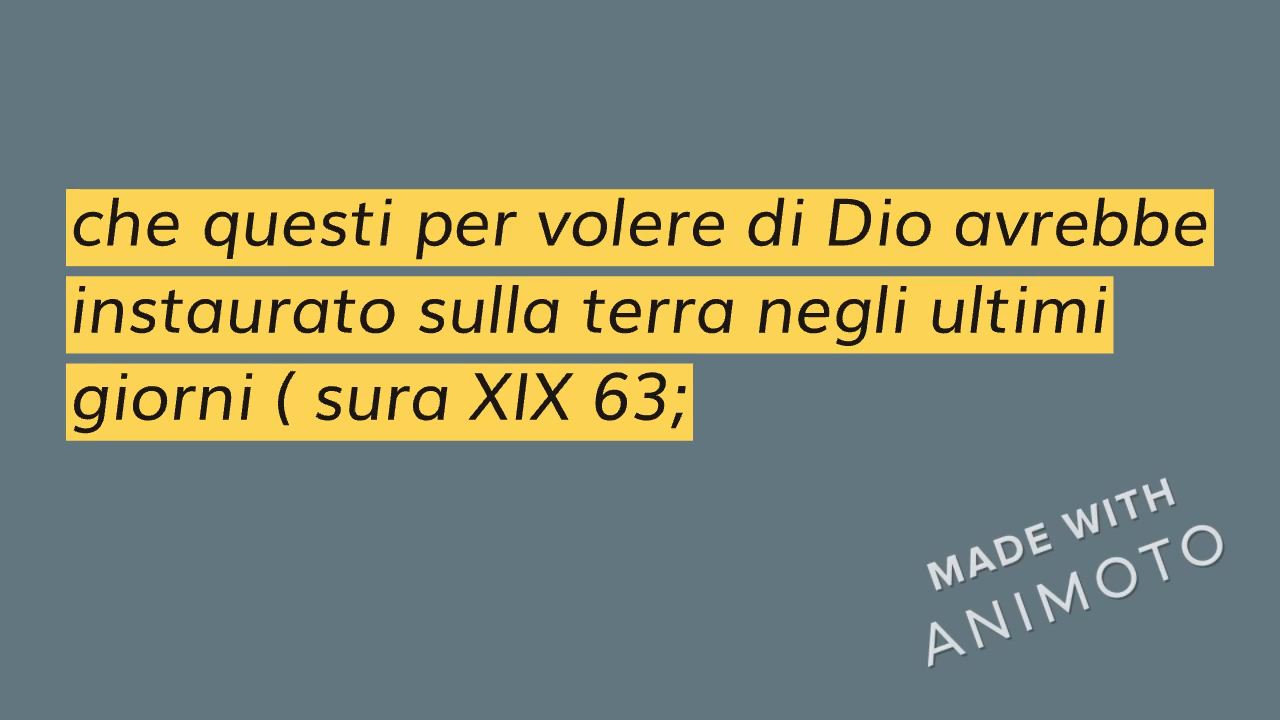 che questi per volere di Dio avrebbe
instaurato sulla terra negli ultimi
giorni ( sura XIX 63;
MADE WITH
ANIMOTO